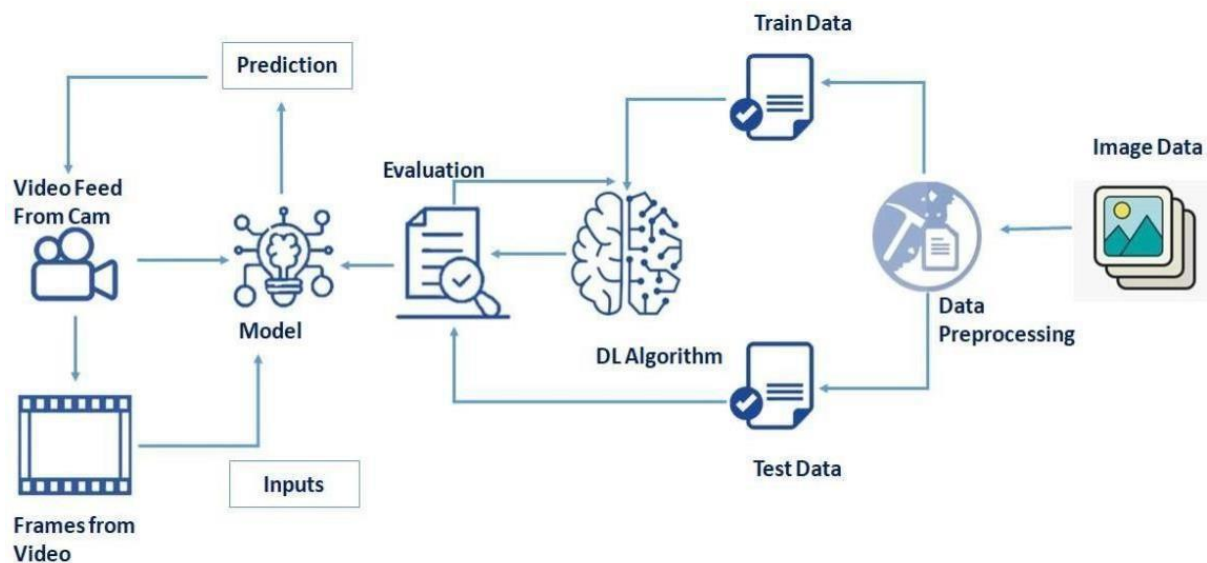 Train Data
Prediction
Image Data
Evaluation
Video Feed
From Cam
Model
Data
Preprocessing
DL Algorithm
Test Data
Inputs
Frames from
Video